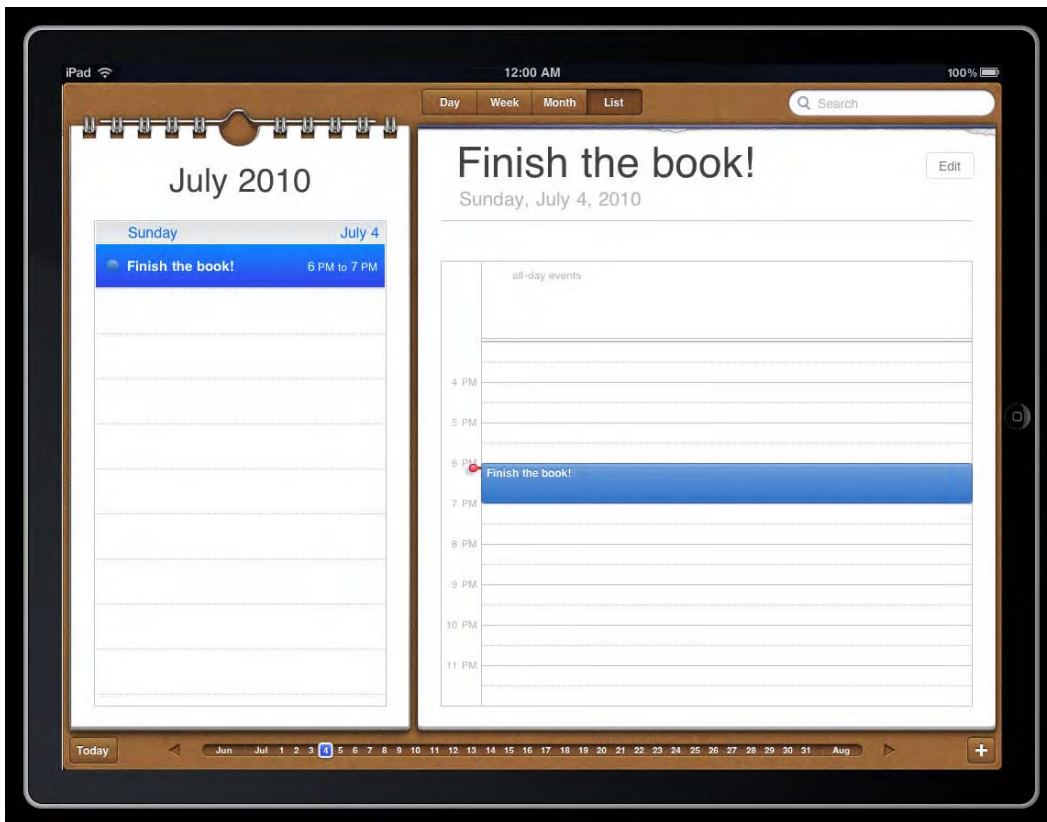 iPad 12:00 AM 100%
Day Week Month List Search
July 2010
Sunday July 4
Finish the book! 6 PM to 7 PM
Finish the book! Edit
Sunday, July 4, 2010
all-day events
4 PM
5 PM
6 PM
Finish the book!
7 PM
8 PM
9 PM
10 PM
11 PM
Today Jun Jul 1 2 3 4 5 6 7 8 9 10 11 12 13 14 15 16 17 18 19 20 21 22 23 24 25 26 27 28 29 30 31 Aug +